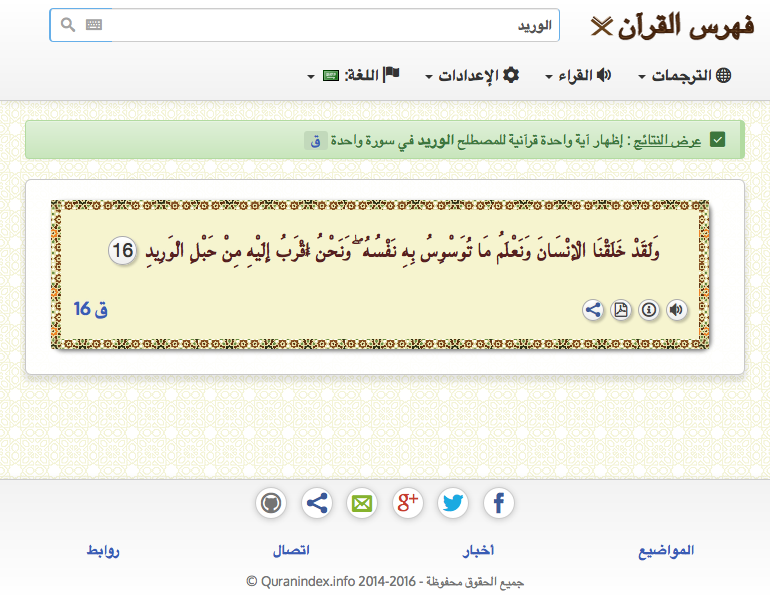 فهرس القرآن
الوريد
الترجمات
القراء
الإعدادات
اللغة:
عرض النتائج : إظهار آية واحدة قرآنية للمصطلح الوريد في سورة واحدة ق
وَلَقَدْ خَلَقْنَا الْإِنْسَانَ وَنَعْلَمُ مَا تُوَسْوِسُ بِهِ نَفْسُهُ ۖ وَنَحْنُ أَقْرَبُ إِلَيْهِ مِنْ حَبْلِ الْوَرِيدِ 16
ق 16
المواضيع
أخبار
اتصال
روابط
جميع الحقوق محفوظة - Quranindex.info 2014-2016 ©